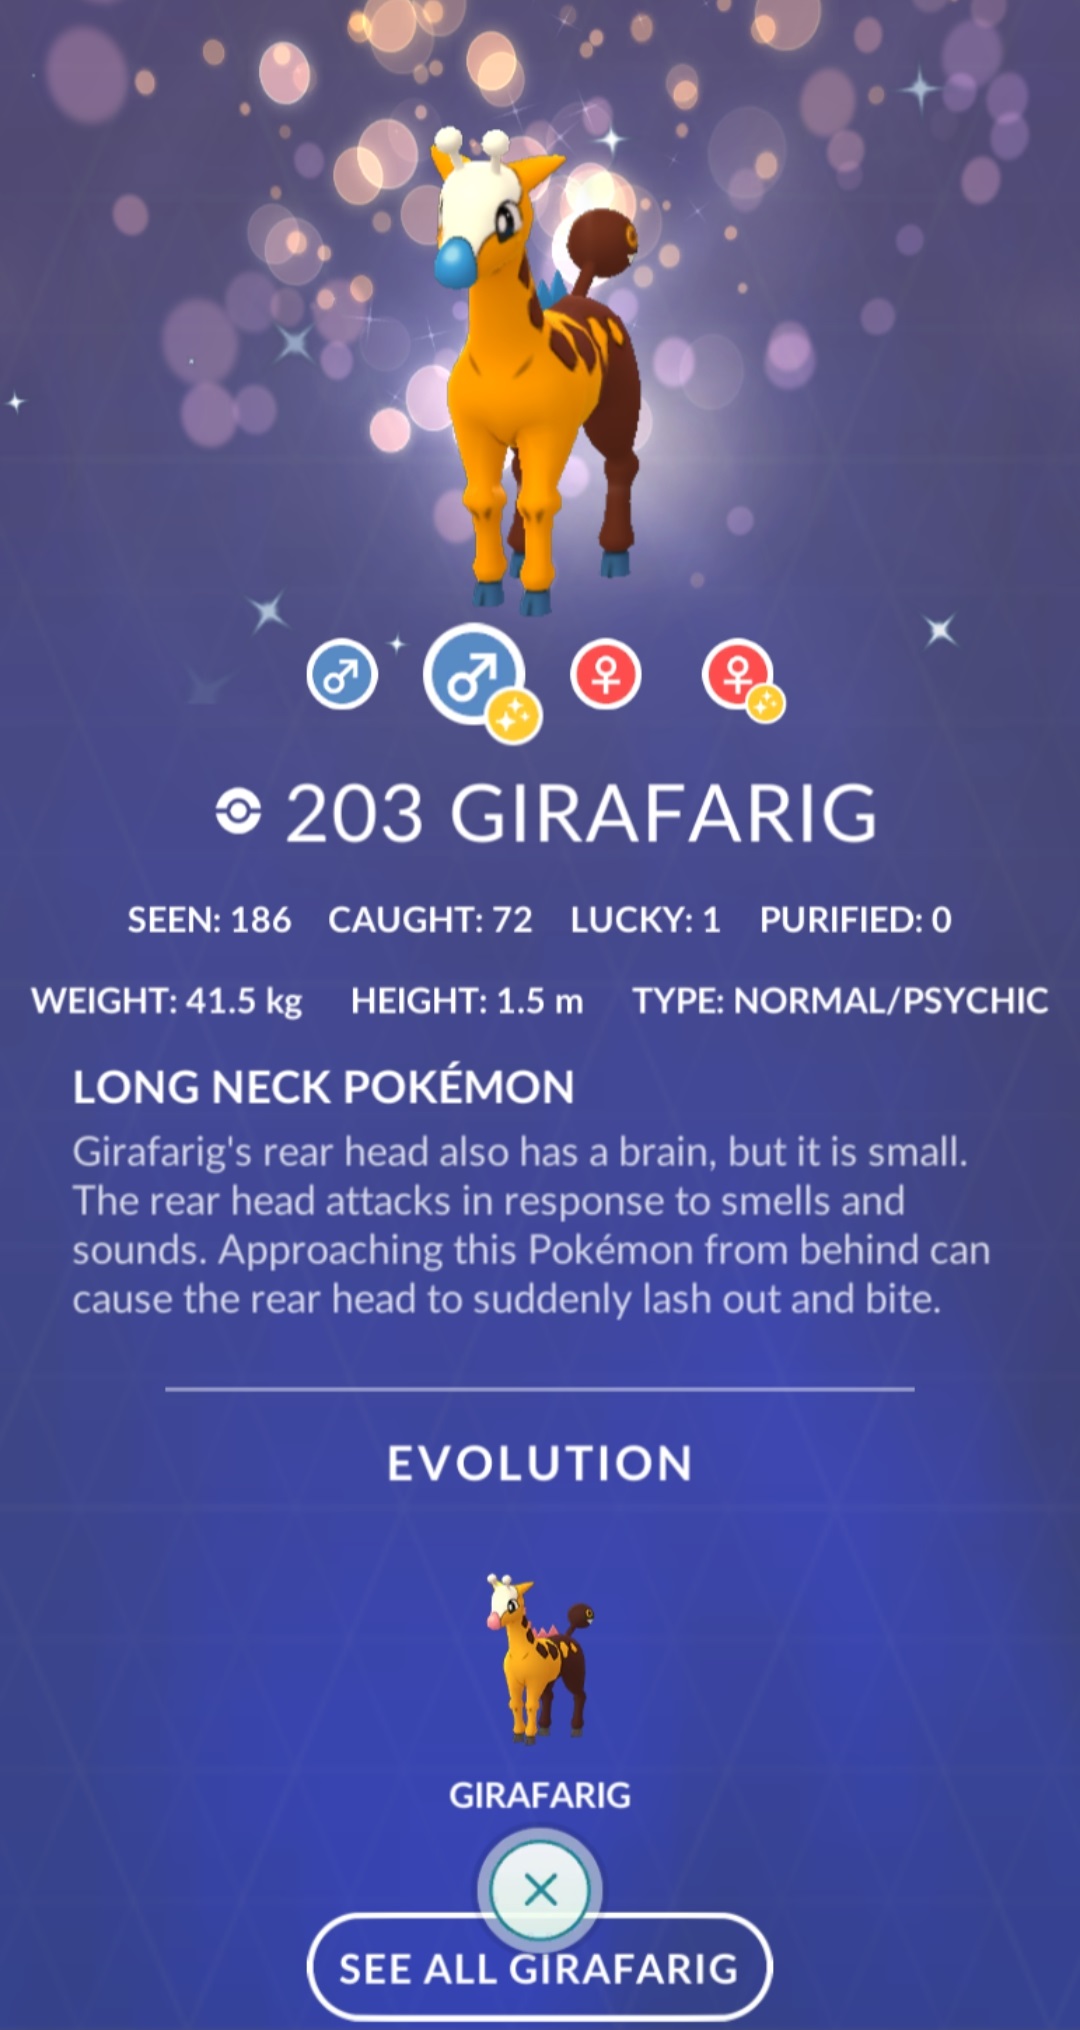 203 GIRAFARIG
SEEN: 186 CAUGHT: 72 LUCKY: 1 PURIFIED: 0
WEIGHT: 41.5 kg HEIGHT: 1.5 m TYPE: NORMAL/PSYCHIC
LONG NECK POKÉMON
Girafarig's rear head also has a brain, but it is small.
The rear head attacks in response to smells and
sounds. Approaching this Pokémon from behind can
cause the rear head to suddenly lash out and bite.
EVOLUTION
GIRAFARIG
SEE ALL GIRAFARIG